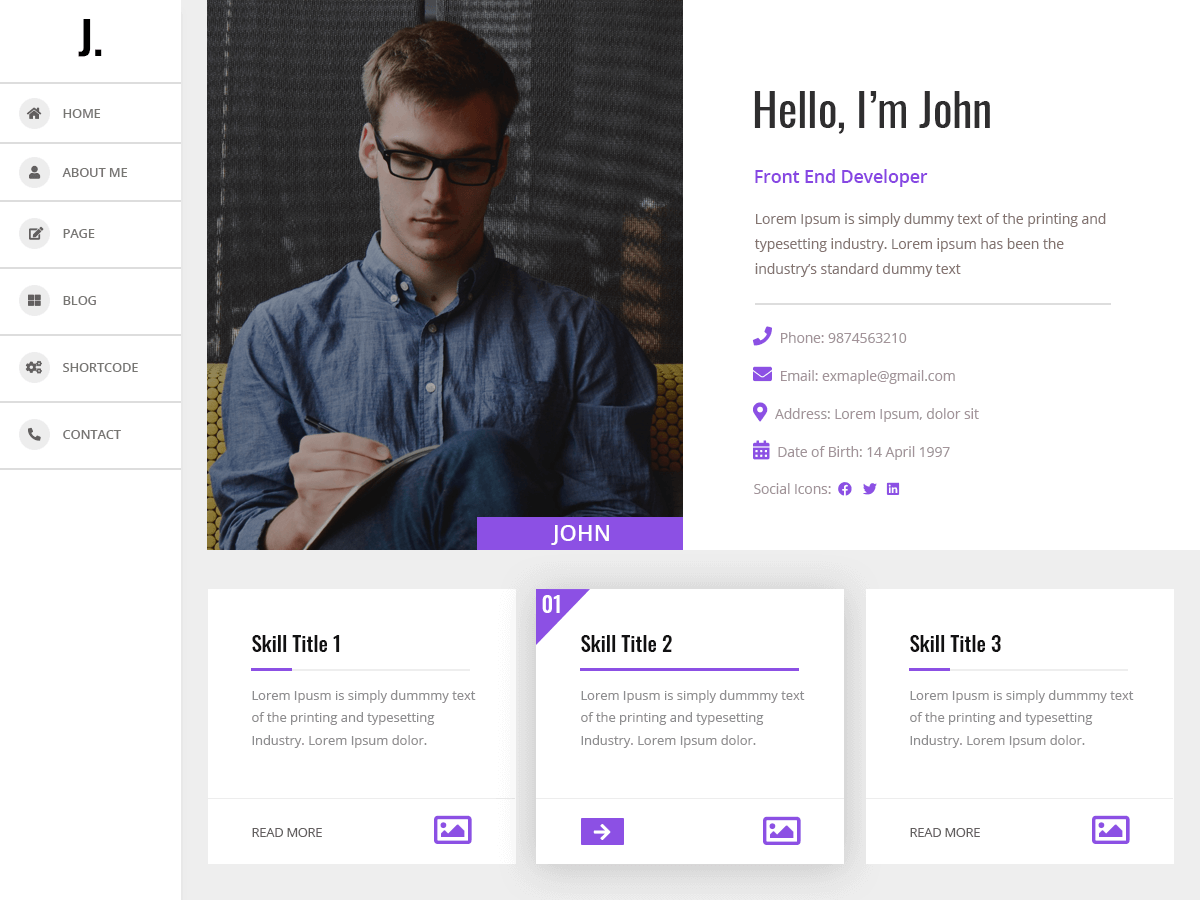 J.
HOME
ABOUT ME
PAGE
BLOG
SHORTCODE
CONTACT
JOHN
Hello, I’m John
Front End Developer
Lorem Ipsum is simply dummy text of the printing and
typesetting industry. Lorem ipsum has been the
industry’s standard dummy text
Phone: 9874563210
Email: exmaple@gmail.com
Address: Lorem Ipsum, dolor sit
Date of Birth: 14 April 1997
Social Icons:
Skill Title 1
Lorem Ipusm is simply dummmy text
of the printing and typesetting
Industry. Lorem Ipsum dolor.
READ MORE
01
Skill Title 2
Lorem Ipusm is simply dummmy text
of the printing and typesetting
Industry. Lorem Ipsum dolor.
Skill Title 3
Lorem Ipusm is simply dummmy text
of the printing and typesetting
Industry. Lorem Ipsum dolor.
READ MORE